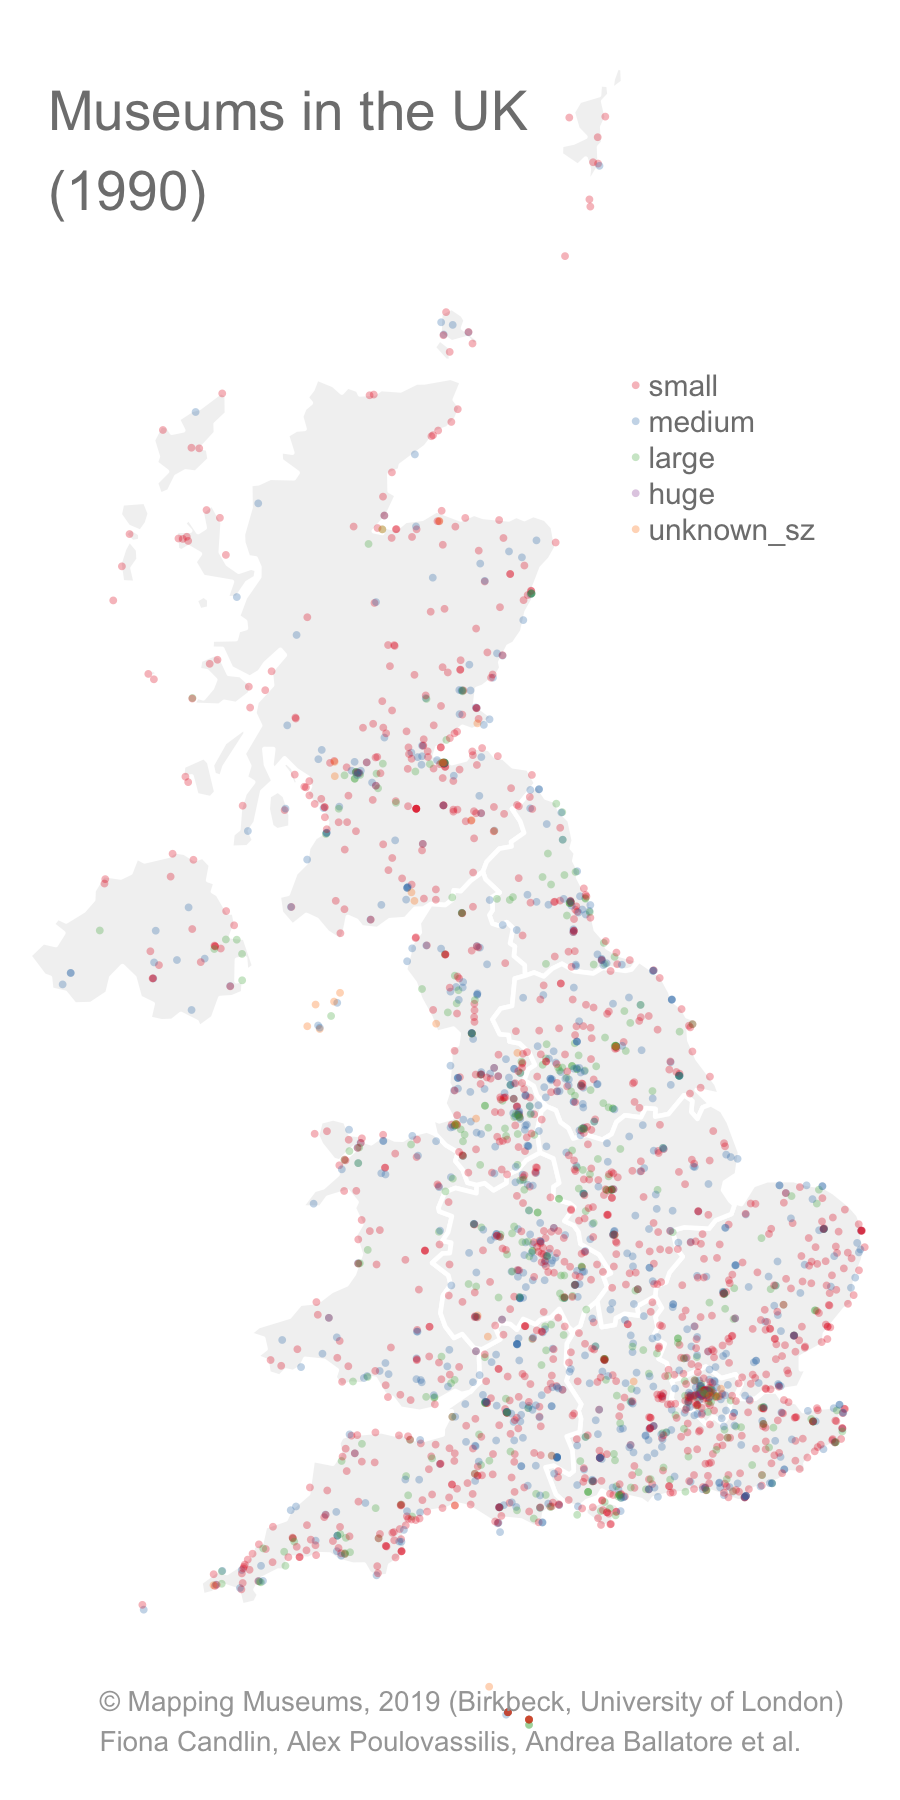 Museums in the UK
(1990)
small
medium
large
huge
unknown_sz
© Mapping Museums, 2019 (Birkbeck, University of London)
Fiona Candlin, Alex Poulovassilis, Andrea Ballatore et al.